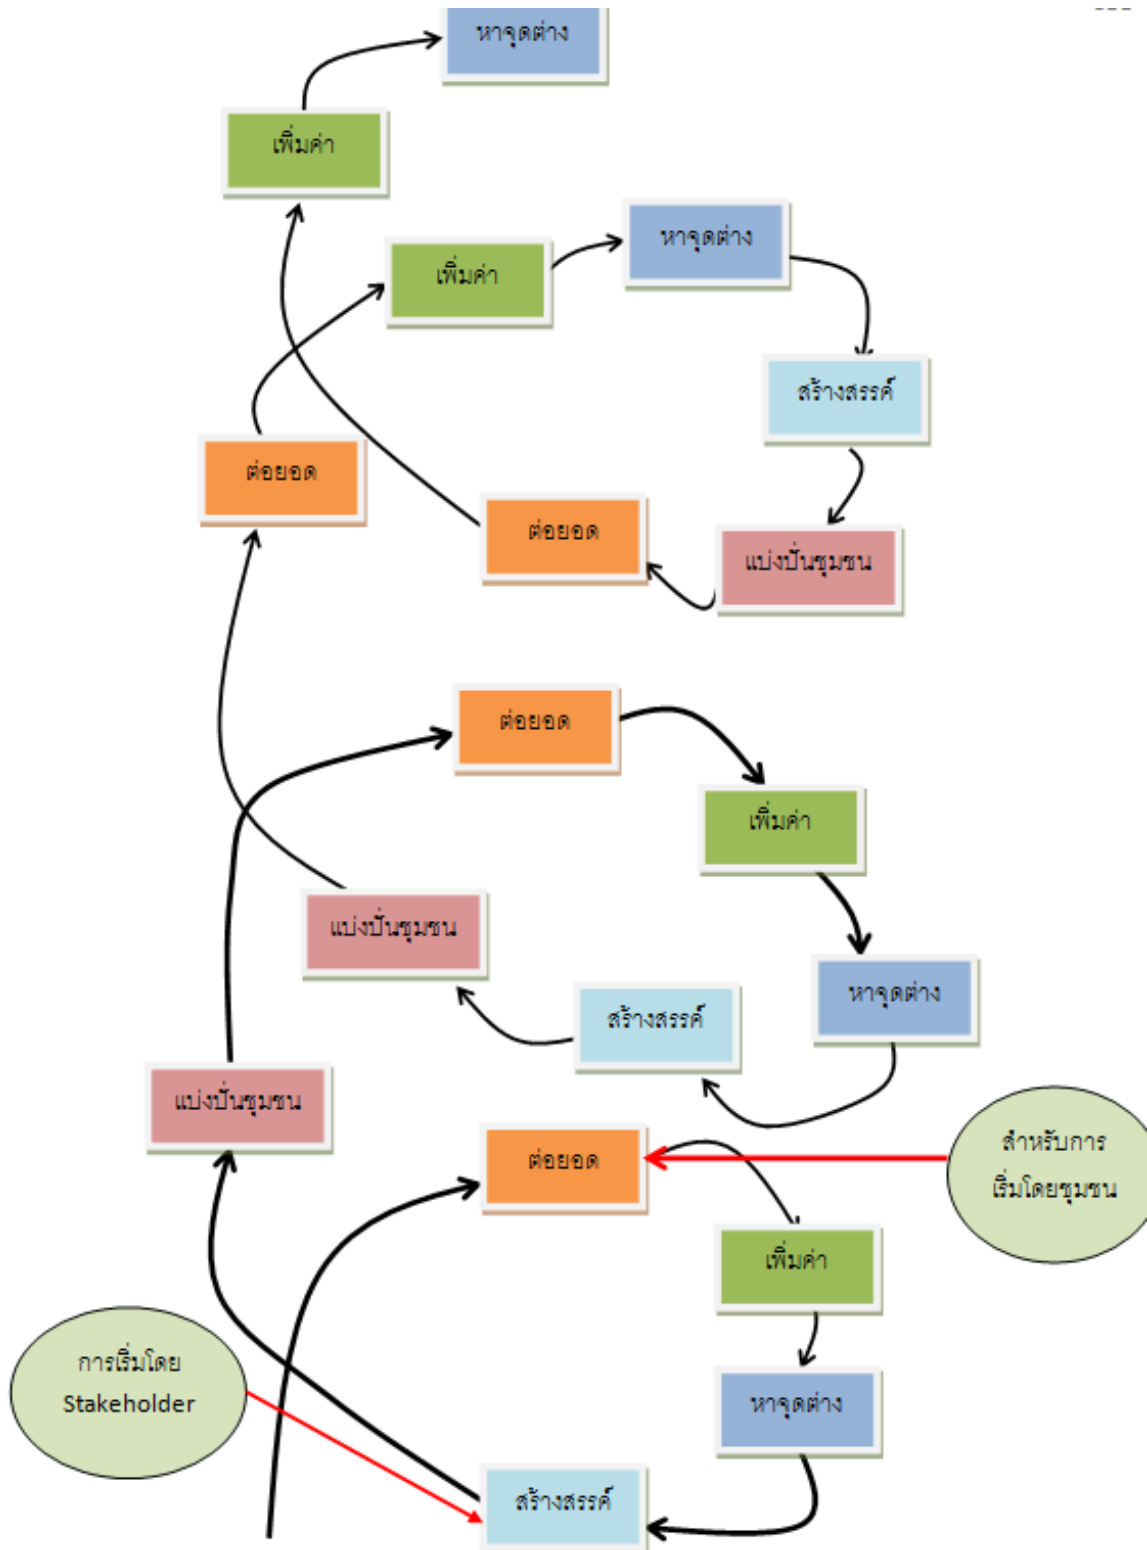 หาจุดต่าง
เพิ่มค่า
หาจุดต่าง
เพิ่มค่า
สร้างสรรค์
ต่อยอด
ต่อยอด
แบ่งปั่นชุมชน
ต่อยอด
เพิ่มค่า
แบ่งปั่นชุมชน
หาจุดต่าง
สร้างสรรค์
แบ่งปั่นชุมชน
ต่อยอด
สำหรับการ
เริ่มโดยชุมชน
เพิ่มค่า
การเริ่มโดย
Stakeholder
หาจุดต่าง
สร้างสรรค์